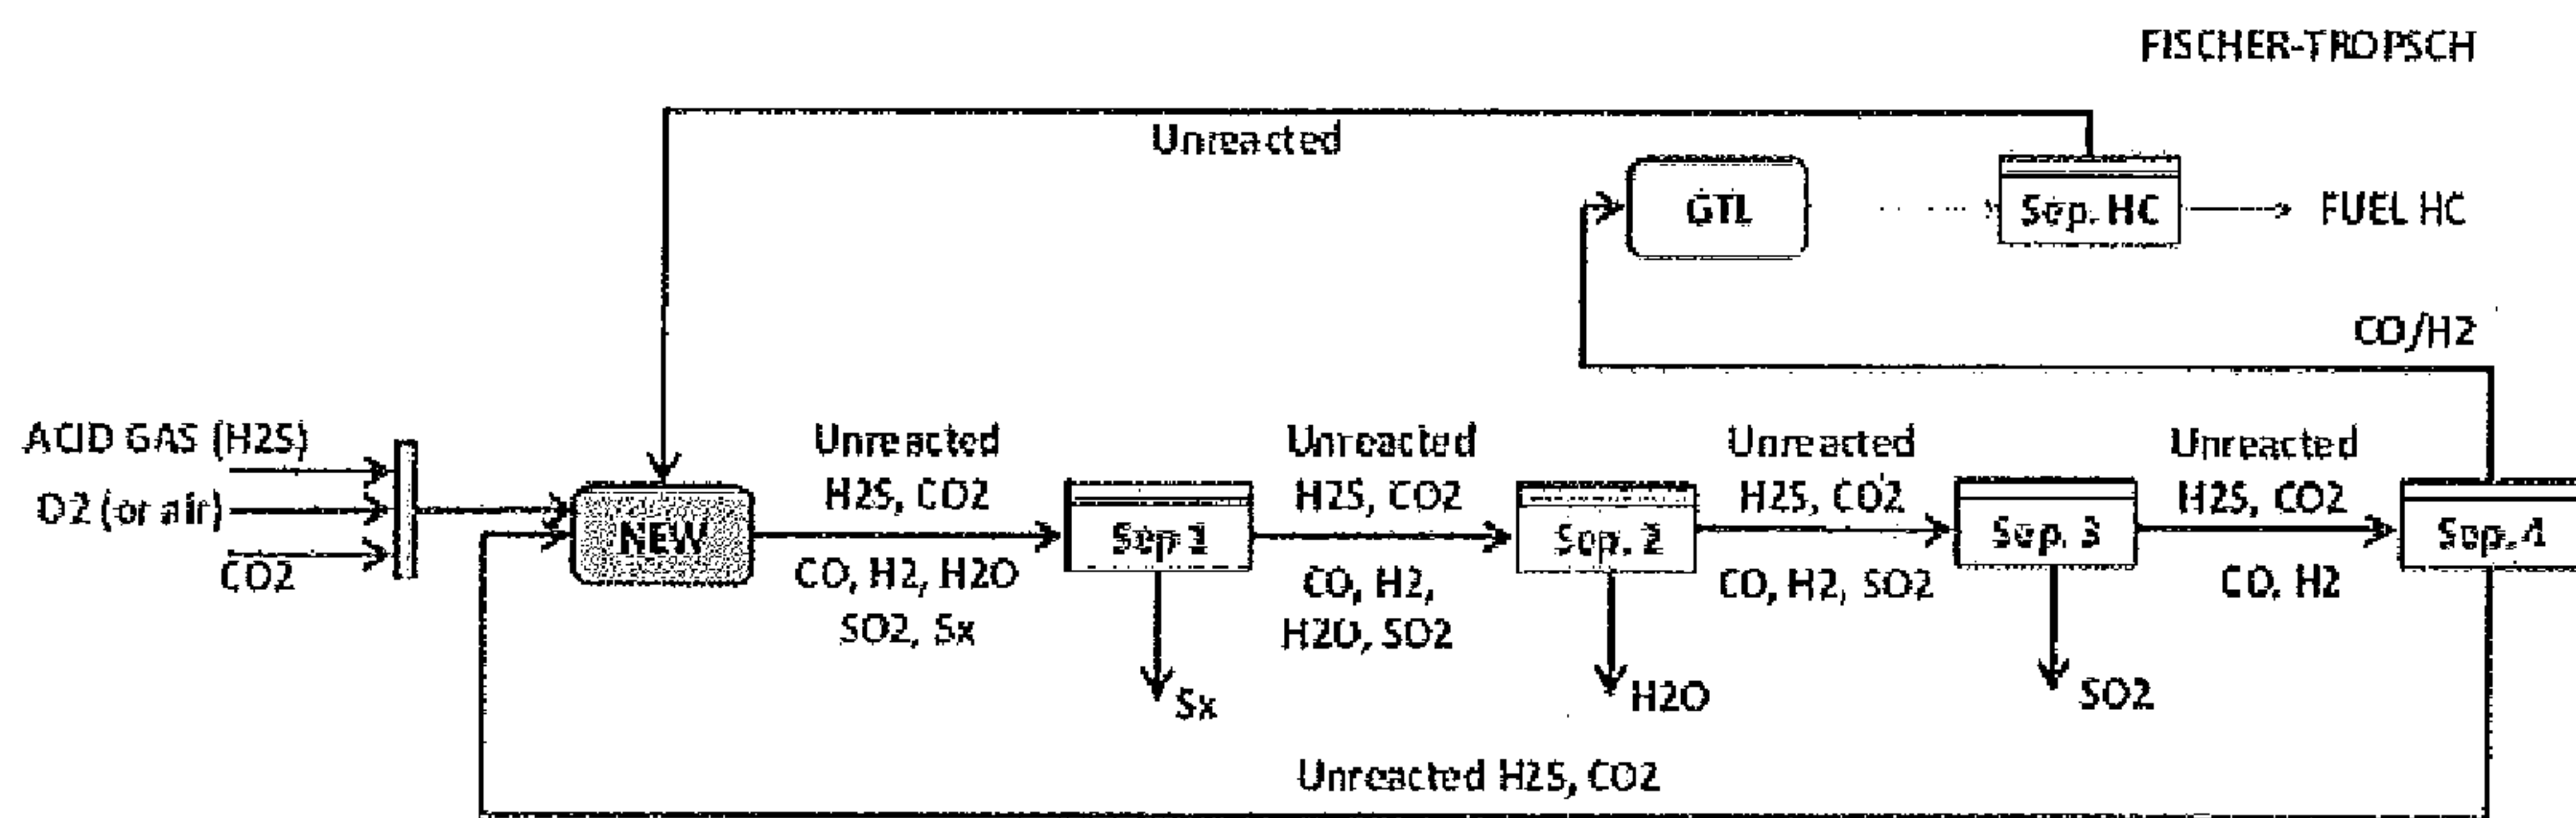 FISCHER-TROPSCH
Unreacted
GTL
Sep. HC
FUEL HC
CO/H2
ACID GAS (H2S)
O2 (or air)
CO2
NEW
Unreacted
H2S, CO2
CO, H2, H2O
SO2, Sx
Sep 1
Sx
Unreacted
H2S, CO2
CO, H2,
H2O, SO2
Sep. 2
H2O
Unreacted
H2S, CO2
CO, H2, SO2
Sep. 3
SO2
Unreacted
H2S, CO2
CO, H2
Sep. 4
Unreacted H2S, CO2